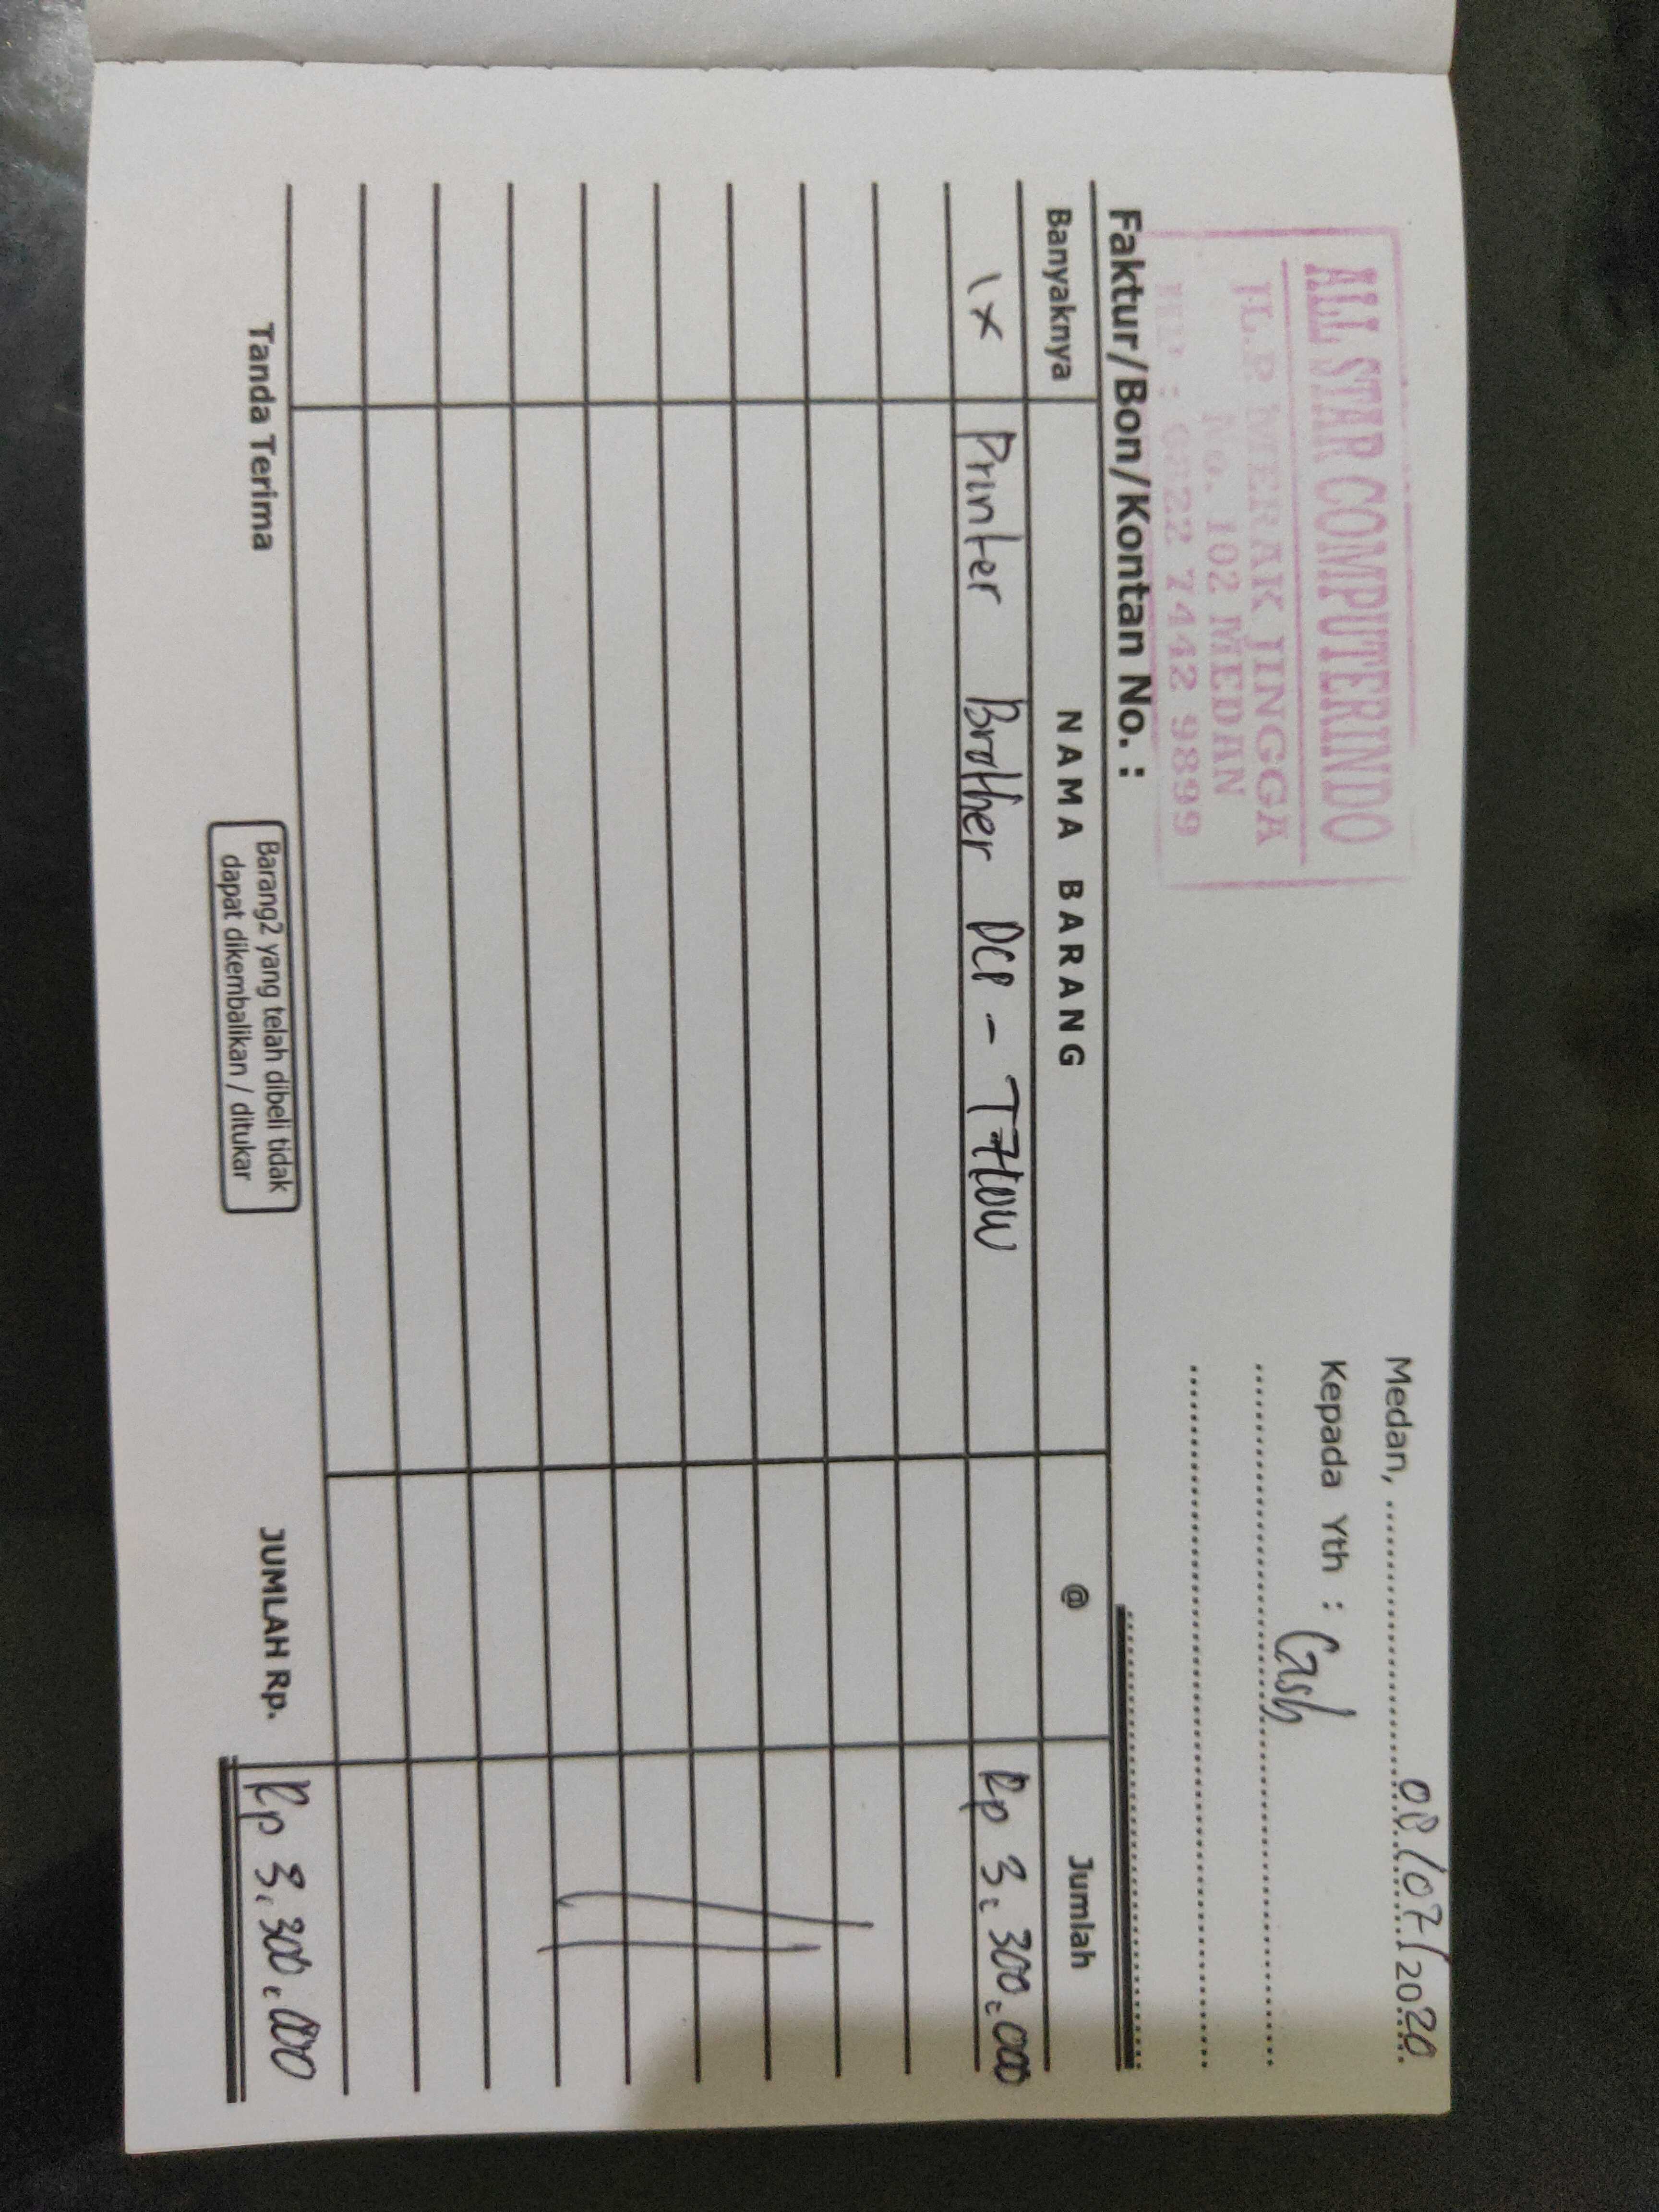 ALL STAR COMPUTERINDO
JL.P. MERAK JINGGA
No. 102 MEDAN
HP : 0822 7442 9899
Medan, 08/07/2020
Kepada Yth : Cash
Faktur/Bon/Kontan No. :
Banyaknya NAMA BARANG @ Jumlah
1x Printer Brother DCP - T710W Rp 3.300.000
Tanda Terima
Barang2 yang telah dibeli tidak
dapat dikembalikan / ditukar
JUMLAH Rp. Rp 3.300.000